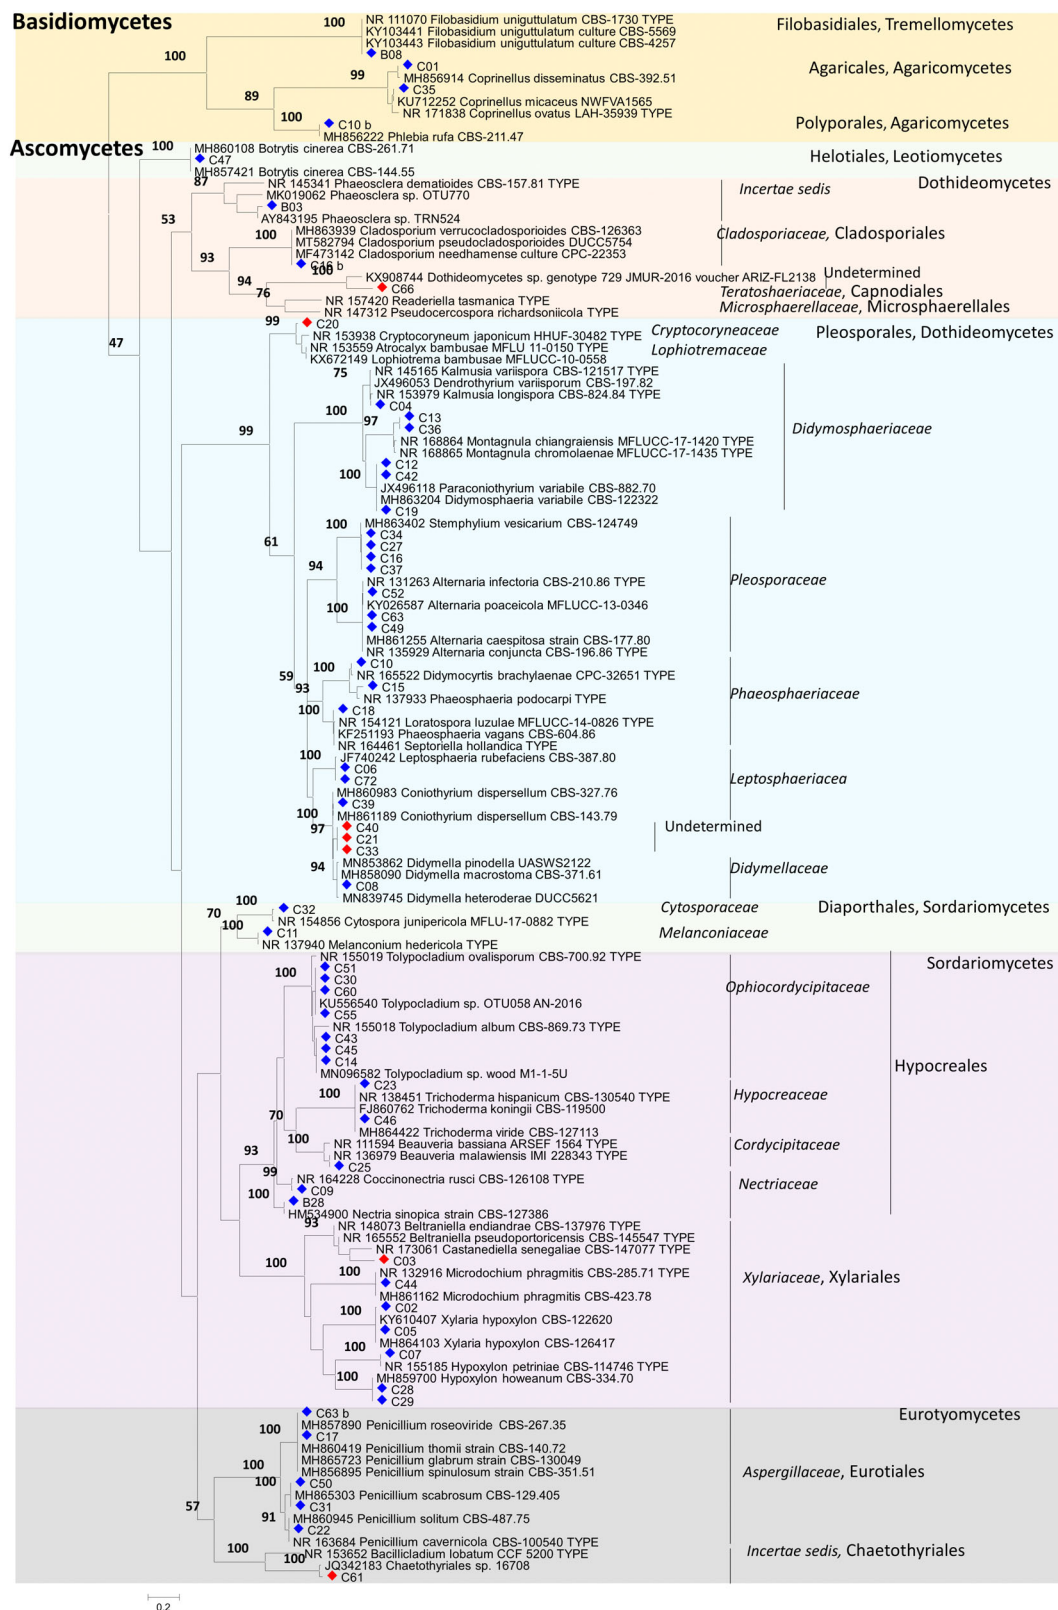 Basidiomycetes
100
NR 111070 Filobasidium uniguttulatum CBS-1730 TYPE
KY103441 Filobasidium uniguttulatum culture CBS-5569
KY103443 Filobasidium uniguttulatum culture CBS-4257
B08
Filobasidiales, Tremellomycetes
100
C01
99
MH856914 Coprinellus disseminatus CBS-392.51
Agaricales, Agaricomycetes
C35
89
KU712252 Coprinellus micaceus NWFVA1565
NR 171838 Coprinellus ovatus LAH-35939 TYPE
100
C10 b
Polyporales, Agaricomycetes
MH856222 Phlebia rufa CBS-211.47
Ascomycetes
100
MH860108 Botrytis cinerea CBS-261.71
C47
Helotiales, Leotiomycetes
MH857421 Botrytis cinerea CBS-144.55
87
NR 145341 Phaeosclera dematioides CBS-157.81 TYPE
Dothideomycetes
MK019062 Phaeosclera sp. OTU770
Incertae sedis
B03
53
AY843195 Phaeosclera sp. TRN524
100
MH863939 Cladosporium verrucocladosporioides CBS-126363
Cladosporiaceae, Cladosporiales
MT582794 Cladosporium pseudocladosporioides DUCC5754
93
MF473142 Cladosporium needhamense culture CPC-22353
C16 b
100
94
KX908744 Dothideomycetes sp. genotype 729 JMUR-2016 voucher ARIZ-FL2138
Undetermined
C66
76
Teratoshaeriaceae, Capnodiales
NR 157420 Readeriella tasmanica TYPE
Microsphaerellaceae, Microsphaerellales
NR 147312 Pseudocercospora richardsoniicola TYPE
99
C20
Cryptocoryneaceae
Pleosporales, Dothideomycetes
NR 153938 Cryptocoryneum japonicum HHUF-30482 TYPE
47
NR 153559 Atrocalyx bambusae MFLU 11-0150 TYPE
Lophiotremaceae
KX672149 Lophiotrema bambusae MFLUCC-10-0558
75
NR 145165 Kalmusia variispora CBS-121517 TYPE
JX496053 Dendrothyrium variisporum CBS-197.82
NR 153979 Kalmusia longispora CBS-824.84 TYPE
C04
100
97
C13
C36
99
Didymosphaeriaceae
NR 168864 Montagnula chiangraiensis MFLUCC-17-1420 TYPE
NR 168865 Montagnula chromolaenae MFLUCC-17-1435 TYPE
C12
100
C42
JX496118 Paraconiothyrium variabile CBS-882.70
MH863204 Didymosphaeria variabile CBS-122322
C19
100
MH863402 Stemphylium vesicarium CBS-124749
C34
61
C27
C16
94
C37
NR 131263 Alternaria infectoria CBS-210.86 TYPE
Pleosporaceae
C52
100
KY026587 Alternaria poaceicola MFLUCC-13-0346
C63
C49
MH861255 Alternaria caespitosa strain CBS-177.80
NR 135929 Alternaria conjuncta CBS-196.86 TYPE
100
C10
59
NR 165522 Didymocyrtis brachylaenae CPC-32651 TYPE
93
C15
Phaeosphaeriaceae
NR 137933 Phaeosphaeria podocarpi TYPE
100
C18
NR 154121 Loratospora luzulae MFLUCC-14-0826 TYPE
KF251193 Phaeosphaeria vagans CBS-604.86
NR 164461 Septoriella hollandica TYPE
100
JF740242 Leptosphaeria rubefaciens CBS-387.80
C06
C72
Leptosphaeriacea
MH860983 Coniothyrium dispersellum CBS-327.76
C39
100
MH861189 Coniothyrium dispersellum CBS-143.79
97
C40
Undetermined
C21
C33
94
MN853862 Didymella pinodella UASWS2122
MH858090 Didymella macrostoma CBS-371.61
Didymellaceae
C08
MN839745 Didymella heteroderae DUCC5621
100
C32
Cytosporaceae
Diaporthales, Sordariomycetes
70
NR 154856 Cytospora junipericola MFLU-17-0882 TYPE
100
C11
Melanconiaceae
NR 137940 Melanconium hedericola TYPE
NR 155019 Tolypocladium ovalisporum CBS-700.92 TYPE
Sordariomycetes
100
C51
C30
Ophiocordycipitaceae
C60
KU556540 Tolypocladium sp. OTU058 AN-2016
C55
NR 155018 Tolypocladium album CBS-869.73 TYPE
C43
C45
C14
Hypocreales
MN096582 Tolypocladium sp. wood M1-1-5U
C23
100
NR 138451 Trichoderma hispanicum CBS-130540 TYPE
Hypocreaceae
FJ860762 Trichoderma koningii CBS-119500
70
C46
MH864422 Trichoderma viride CBS-127113
100
NR 111594 Beauveria bassiana ARSEF 1564 TYPE
Cordycipitaceae
93
NR 136979 Beauveria malawiensis IMI 228343 TYPE
C25
99
NR 164228 Coccinonectria rusci CBS-126108 TYPE
Nectriaceae
100
C09
B28
HM534900 Nectria sinopica strain CBS-127386
93
NR 148073 Beltraniella endiandrae CBS-137976 TYPE
NR 165552 Beltraniella pseudoportoricensis CBS-145547 TYPE
NR 173061 Castanediella senegaliae CBS-147077 TYPE
100
C03
100
NR 132916 Microdochium phragmitis CBS-285.71 TYPE
Xylariaceae, Xylariales
C44
MH861162 Microdochium phragmitis CBS-423.78
100
C02
KY610407 Xylaria hypoxylon CBS-122620
C05
100
MH864103 Xylaria hypoxylon CBS-126417
C07
NR 155185 Hypoxylon petriniae CBS-114746 TYPE
100
MH859700 Hypoxylon howeanum CBS-334.70
C28
C29
C63 b
Eurotyomycetes
100
MH857890 Penicillium roseoviride CBS-267.35
C17
MH860419 Penicillium thomii strain CBS-140.72
100
MH865723 Penicillium glabrum strain CBS-130049
MH856895 Penicillium spinulosum strain CBS-351.51
Aspergillaceae, Eurotiales
100
C50
MH865303 Penicillium scabrosum CBS-129.405
57
C31
91
MH860945 Penicillium solitum CBS-487.75
C22
NR 163684 Penicillium cavernicola CBS-100540 TYPE
100
100
NR 153652 Bacillicladium lobatum CCF 5200 TYPE
Incertae sedis, Chaetothyriales
JQ342183 Chaetothyriales sp. 16708
C61
0.2